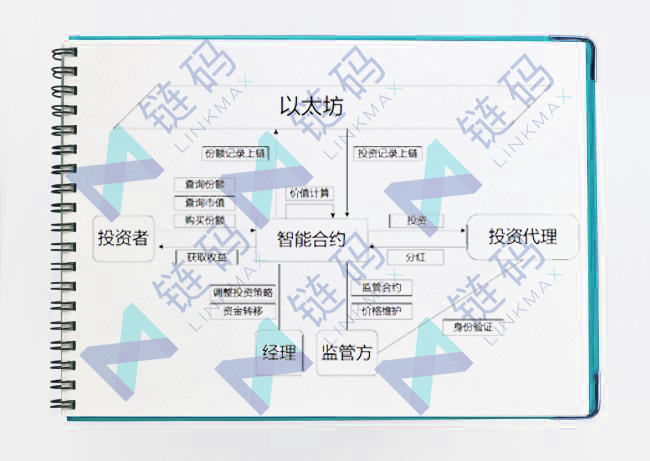 以太坊
份额记录上链
投资记录上链
查询份额
查询市值
购买份额
价值计算
投资者
智能合约
投资
投资代理
获取收益
分红
调整投资策略
资金转移
监管合约
价格维护
身份验证
经理
监管方
链码
LINKMAX
链码
LINKMAX
链码
LINKMAX
链码
LINKMAX
链码
LINKMAX
链码
LINKMAX